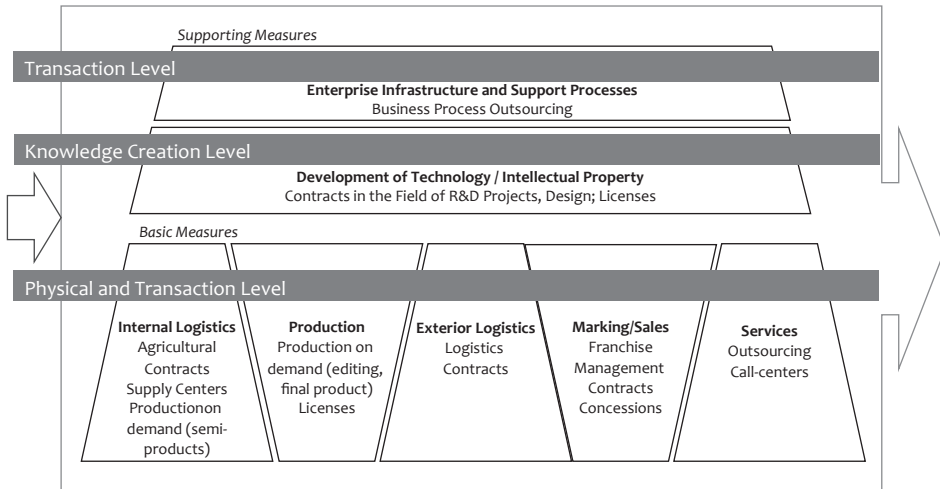 Supporting Measures
Transaction Level
Enterprise Infrastructure and Support Processes
Business Process Outsourcing
Knowledge Creation Level
Development of Technology / Intellectual Property
Contracts in the Field of R&D Projects, Design; Licenses
Basic Measures
Physical and Transaction Level
Internal Logistics
Agricultural
Contracts
Supply Centers
Productionon
demand (semi-
products)
Production
Production on
demand (editing,
final product)
Licenses
Exterior Logistics
Logistics
Contracts
Marking/Sales
Franchise
Management
Contracts
Concessions
Services
Outsourcing
Call-centers